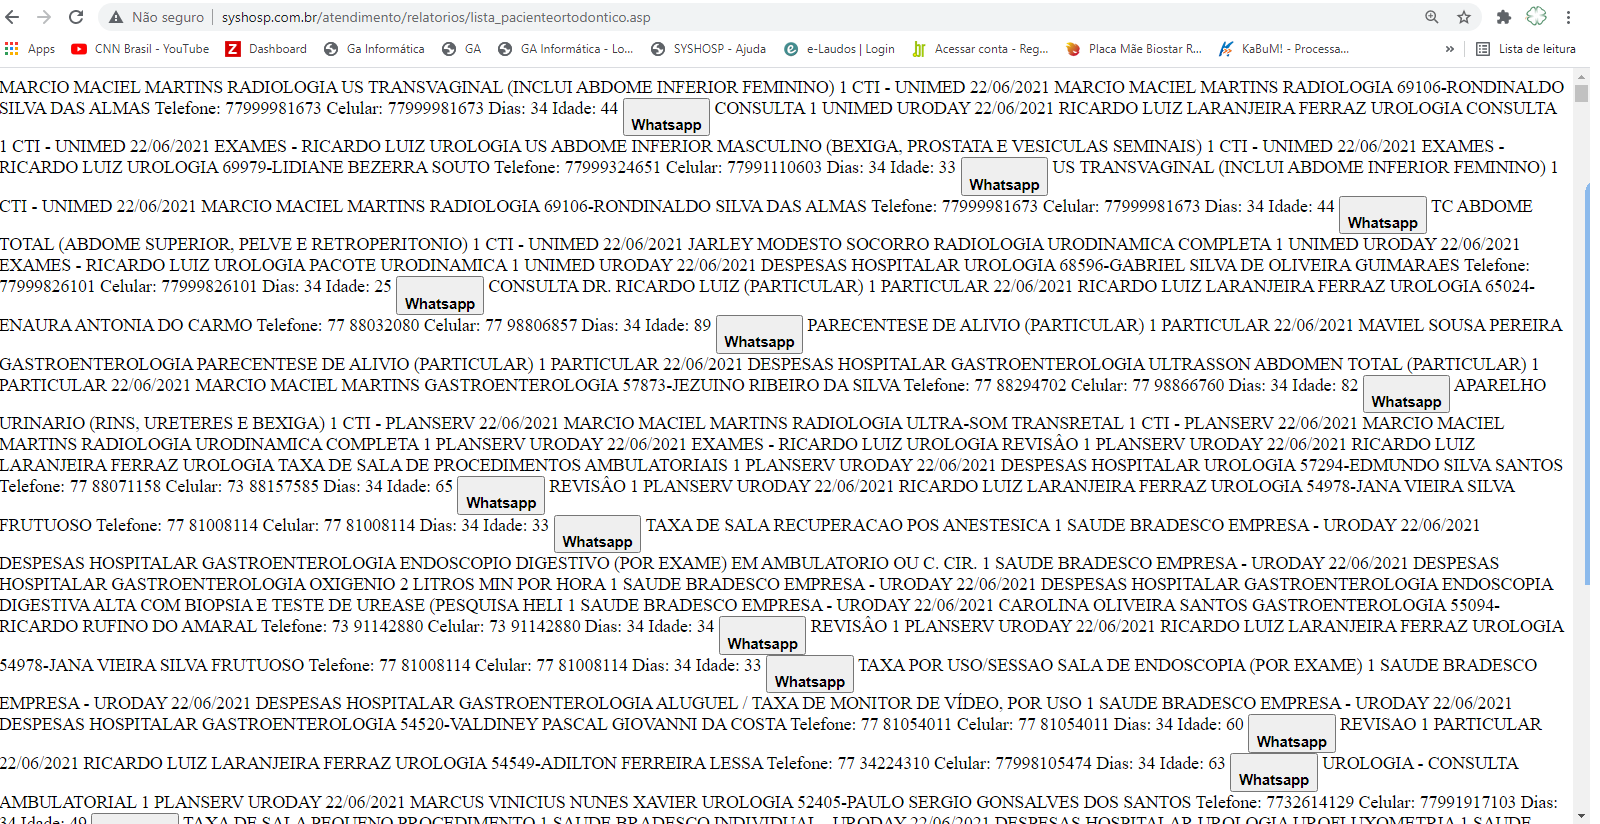 Não seguro
syshosp.com.br/atendimento/relatorios/lista_pacienteortodontico.asp
Apps CNN Brasil - YouTube Z Dashboard Ga Informática GA GA Informática - Lo... SYSHOSP - Ajuda e e-Laudos | Login Acessar conta - Reg... Placa Mãe Biostar R... KaBuM! - Processa... » Lista de leitura
MARCIO MACIEL MARTINS RADIOLOGIA US TRANSVAGINAL (INCLUI ABDOME INFERIOR FEMININO) 1 CTI - UNIMED 22/06/2021 MARCIO MACIEL MARTINS RADIOLOGIA 69106-RONDINALDO
SILVA DAS ALMAS Telefone: 77999981673 Celular: 77999981673 Dias: 34 Idade: 44 Whatsapp CONSULTA 1 UNIMED URODAY 22/06/2021 RICARDO LUIZ LARANJEIRA FERRAZ UROLOGIA CONSULTA
1 CTI - UNIMED 22/06/2021 EXAMES - RICARDO LUIZ UROLOGIA US ABDOME INFERIOR MASCULINO (BEXIGA, PROSTATA E VESICULAS SEMINAIS) 1 CTI - UNIMED 22/06/2021 EXAMES -
RICARDO LUIZ UROLOGIA 69979-LIDIANE BEZERRA SOUTO Telefone: 77999324651 Celular: 77991110603 Dias: 34 Idade: 33 Whatsapp US TRANSVAGINAL (INCLUI ABDOME INFERIOR FEMININO) 1
CTI - UNIMED 22/06/2021 MARCIO MACIEL MARTINS RADIOLOGIA 69106-RONDINALDO SILVA DAS ALMAS Telefone: 77999981673 Celular: 77999981673 Dias: 34 Idade: 44 Whatsapp TC ABDOME
TOTAL (ABDOME SUPERIOR, PELVE E RETROPERITONIO) 1 CTI - UNIMED 22/06/2021 JARLEY MODESTO SOCORRO RADIOLOGIA URODINAMICA COMPLETA 1 UNIMED URODAY 22/06/2021
EXAMES - RICARDO LUIZ UROLOGIA PACOTE URODINAMICA 1 UNIMED URODAY 22/06/2021 DESPESAS HOSPITALAR UROLOGIA 68596-GABRIEL SILVA DE OLIVEIRA GUIMARAES Telefone:
77999826101 Celular: 77999826101 Dias: 34 Idade: 25 Whatsapp CONSULTA DR. RICARDO LUIZ (PARTICULAR) 1 PARTICULAR 22/06/2021 RICARDO LUIZ LARANJEIRA FERRAZ UROLOGIA 65024-
ENAURA ANTONIA DO CARMO Telefone: 77 88032080 Celular: 77 98806857 Dias: 34 Idade: 89 Whatsapp PARECENTESE DE ALIVIO (PARTICULAR) 1 PARTICULAR 22/06/2021 MAVIEL SOUSA PEREIRA
GASTROENTEROLOGIA PARECENTESE DE ALIVIO (PARTICULAR) 1 PARTICULAR 22/06/2021 DESPESAS HOSPITALAR GASTROENTEROLOGIA ULTRASSON ABDOMEN TOTAL (PARTICULAR) 1
PARTICULAR 22/06/2021 MARCIO MACIEL MARTINS GASTROENTEROLOGIA 57873-JEZUINO RIBEIRO DA SILVA Telefone: 77 88294702 Celular: 77 98866760 Dias: 34 Idade: 82 Whatsapp APARELHO
URINARIO (RINS, URETERES E BEXIGA) 1 CTI - PLANSERV 22/06/2021 MARCIO MACIEL MARTINS RADIOLOGIA ULTRA-SOM TRANSRETAL 1 CTI - PLANSERV 22/06/2021 MARCIO MACIEL
MARTINS RADIOLOGIA URODINAMICA COMPLETA 1 PLANSERV URODAY 22/06/2021 EXAMES - RICARDO LUIZ UROLOGIA REVISÂO 1 PLANSERV URODAY 22/06/2021 RICARDO LUIZ
LARANJEIRA FERRAZ UROLOGIA TAXA DE SALA DE PROCEDIMENTOS AMBULATORIAIS 1 PLANSERV URODAY 22/06/2021 DESPESAS HOSPITALAR UROLOGIA 57294-EDMUNDO SILVA SANTOS
Telefone: 77 88071158 Celular: 73 88157585 Dias: 34 Idade: 65 Whatsapp REVISÂO 1 PLANSERV URODAY 22/06/2021 RICARDO LUIZ LARANJEIRA FERRAZ UROLOGIA 54978-JANA VIEIRA SILVA
FRUTUOSO Telefone: 77 81008114 Celular: 77 81008114 Dias: 34 Idade: 33 Whatsapp TAXA DE SALA RECUPERACAO POS ANESTESICA 1 SAUDE BRADESCO EMPRESA - URODAY 22/06/2021
DESPESAS HOSPITALAR GASTROENTEROLOGIA ENDOSCOPIO DIGESTIVO (POR EXAME) EM AMBULATORIO OU C. CIR. 1 SAUDE BRADESCO EMPRESA - URODAY 22/06/2021 DESPESAS
HOSPITALAR GASTROENTEROLOGIA OXIGENIO 2 LITROS MIN POR HORA 1 SAUDE BRADESCO EMPRESA - URODAY 22/06/2021 DESPESAS HOSPITALAR GASTROENTEROLOGIA ENDOSCOPIA
DIGESTIVA ALTA COM BIOPSIA E TESTE DE UREASE (PESQUISA HELI 1 SAUDE BRADESCO EMPRESA - URODAY 22/06/2021 CAROLINA OLIVEIRA SANTOS GASTROENTEROLOGIA 55094-
RICARDO RUFINO DO AMARAL Telefone: 73 91142880 Celular: 73 91142880 Dias: 34 Idade: 34 Whatsapp REVISÂO 1 PLANSERV URODAY 22/06/2021 RICARDO LUIZ LARANJEIRA FERRAZ UROLOGIA
54978-JANA VIEIRA SILVA FRUTUOSO Telefone: 77 81008114 Celular: 77 81008114 Dias: 34 Idade: 33 Whatsapp TAXA POR USO/SESSAO SALA DE ENDOSCOPIA (POR EXAME) 1 SAUDE BRADESCO
EMPRESA - URODAY 22/06/2021 DESPESAS HOSPITALAR GASTROENTEROLOGIA ALUGUEL / TAXA DE MONITOR DE VÍDEO, POR USO 1 SAUDE BRADESCO EMPRESA - URODAY 22/06/2021
DESPESAS HOSPITALAR GASTROENTEROLOGIA 54520-VALDINEY PASCAL GIOVANNI DA COSTA Telefone: 77 81054011 Celular: 77 81054011 Dias: 34 Idade: 60 Whatsapp REVISAO 1 PARTICULAR
22/06/2021 RICARDO LUIZ LARANJEIRA FERRAZ UROLOGIA 54549-ADILTON FERREIRA LESSA Telefone: 77 34224310 Celular: 77998105474 Dias: 34 Idade: 63 Whatsapp UROLOGIA - CONSULTA
AMBULATORIAL 1 PLANSERV URODAY 22/06/2021 MARCUS VINICIUS NUNES XAVIER UROLOGIA 52405-PAULO SERGIO GONSALVES DOS SANTOS Telefone: 7732614129 Celular: 77991917103 Dias:
34 Idade: 49 TAXA DE SALA PEQUENO PROCEDIMENTO 1 SAUDE BRADESCO INDIVIDUAL - URODAY 22/06/2021 DESPESAS HOSPITALAR UROLOGIA UROFLUXOMETRIA 1 SAUDE